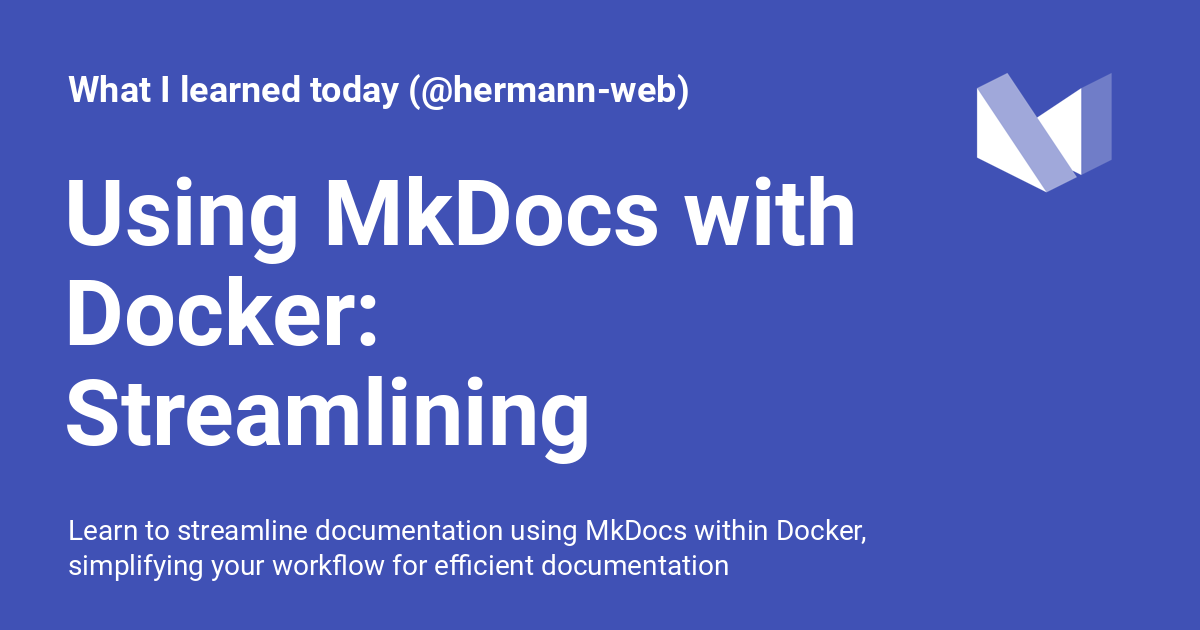 What I learned today (@hermann-web)
Using MkDocs with
Docker:
Streamlining
Learn to streamline documentation using MkDocs within Docker,
simplifying your workflow for efficient documentation